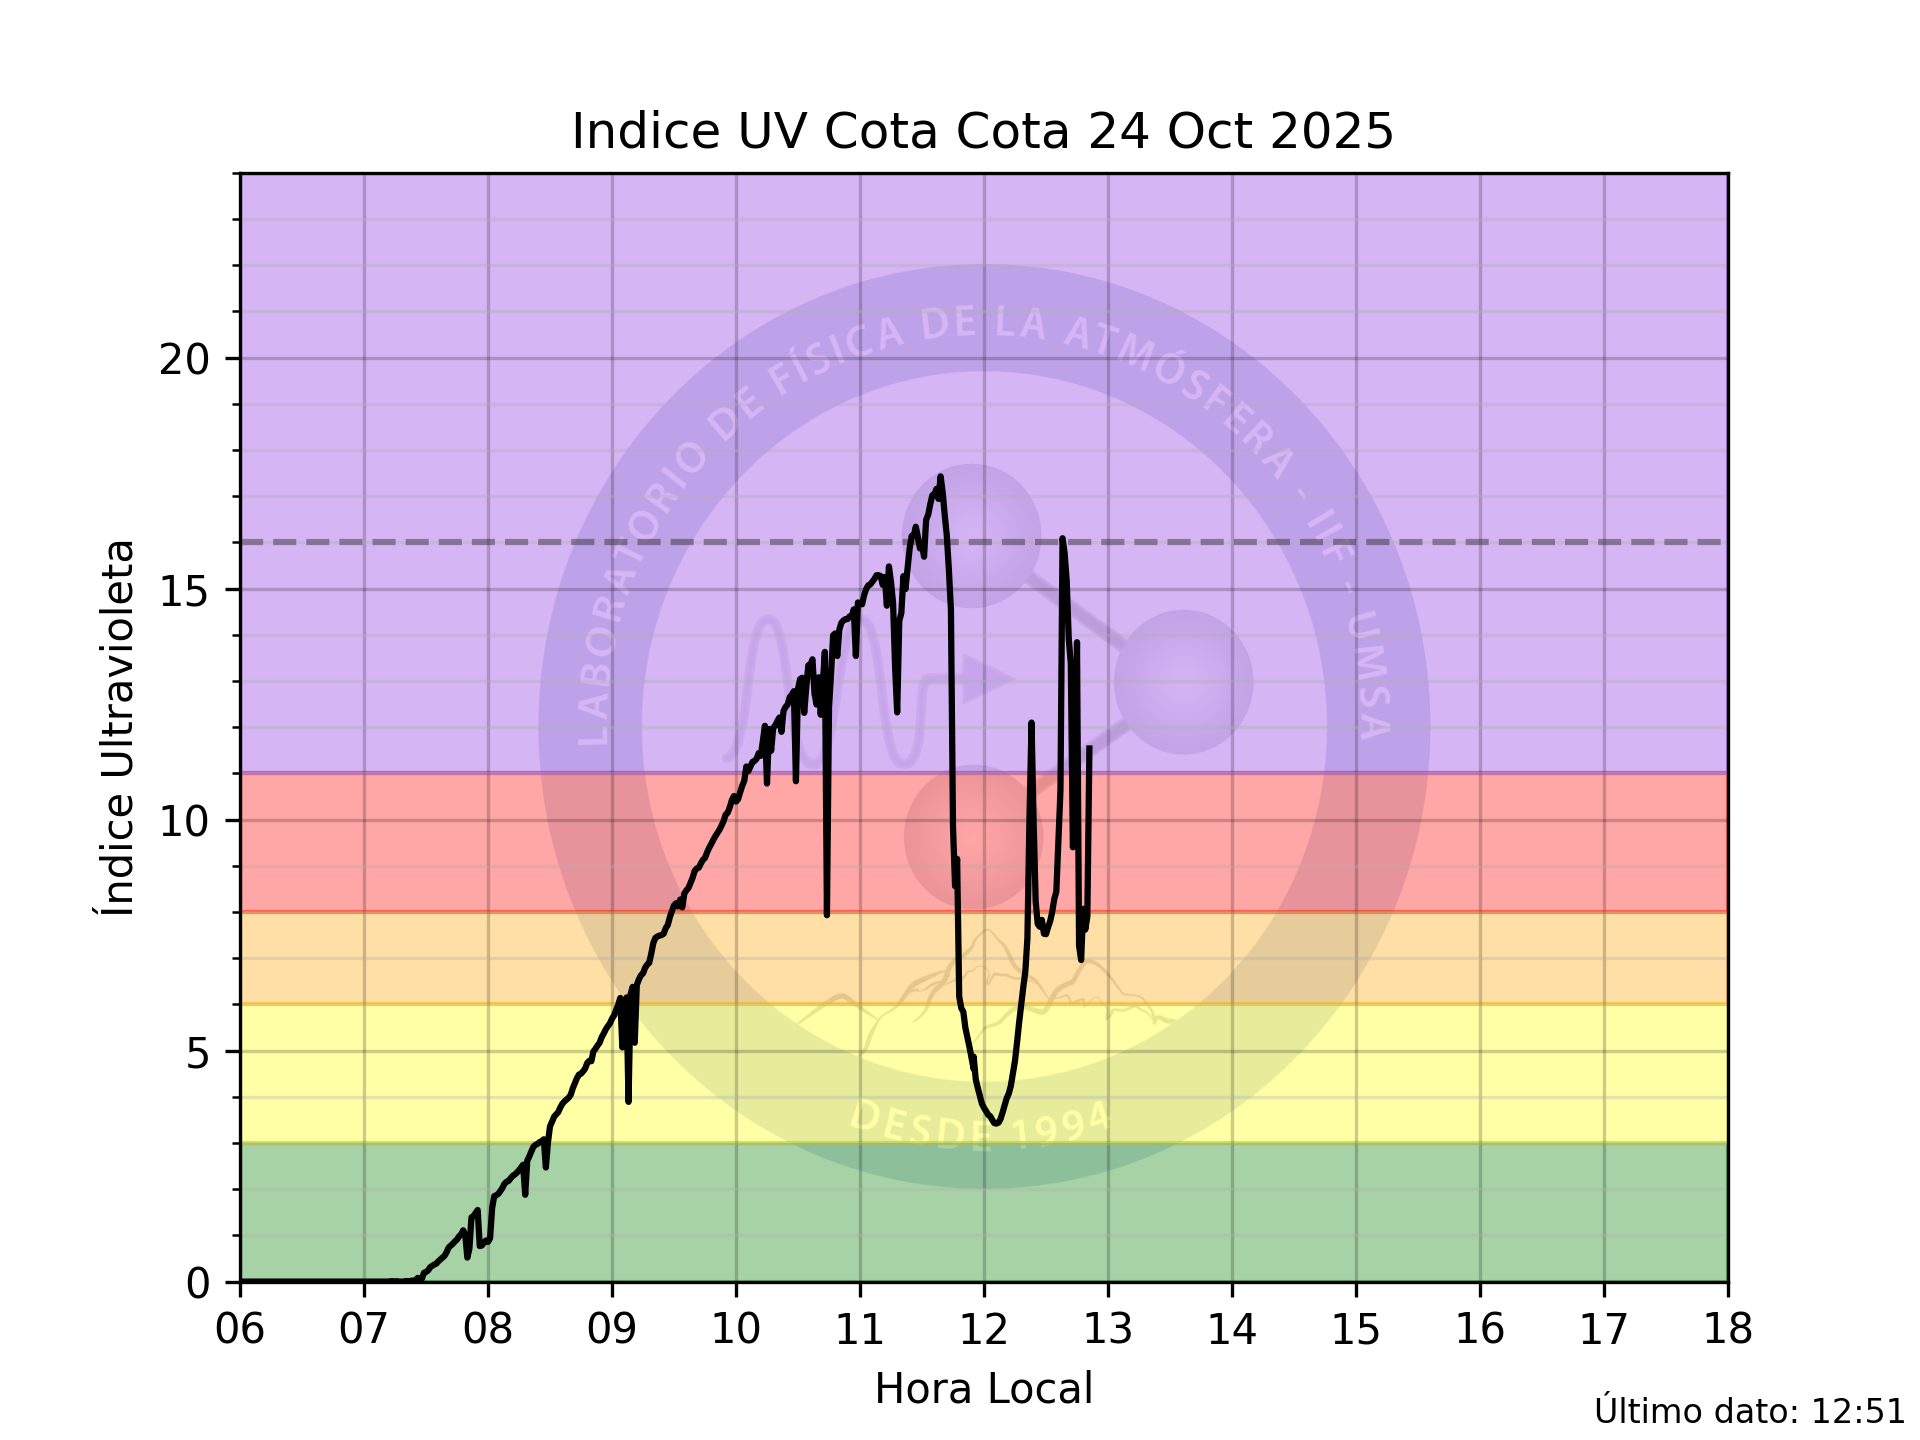 Indice UV Cota Cota 24 Oct 2025
Índice Ultravioleta
20
15
10
5
0
LABORATORIO DE FÍSICA DE LA ATMÓSFERA - IIF - UMSA
DESDE 1994
06 07 08 09 10 11 12 13 14 15 16 17 18
Hora Local
Último dato: 12:51